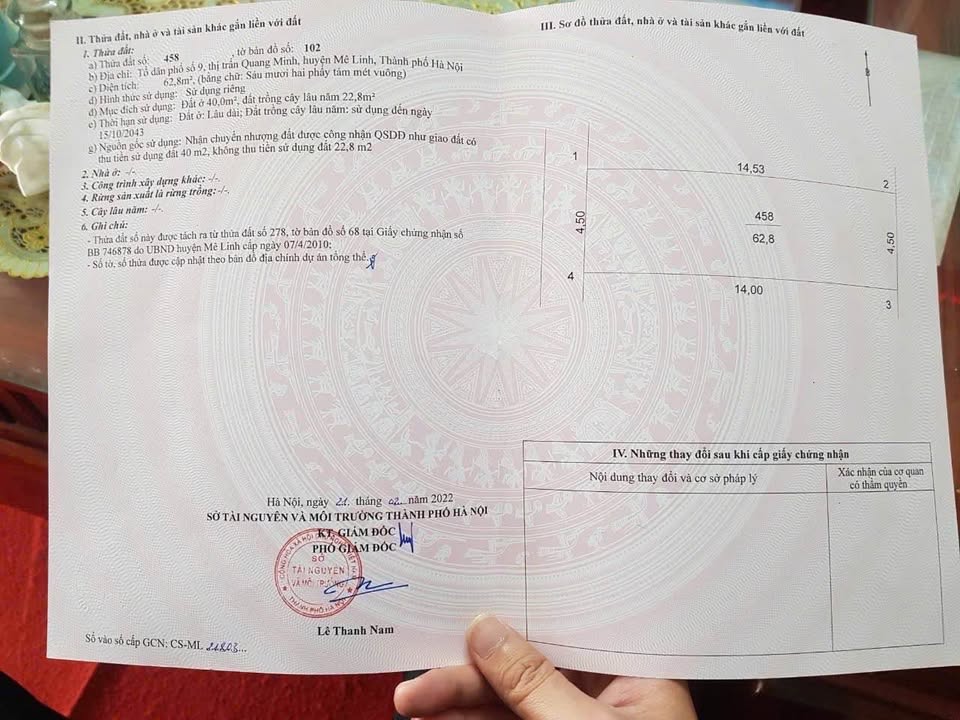 II. Thửa đất, nhà ở và tài sản khác gắn liền với đất
1. Thửa đất:
a) Thửa đất số: 458 , tờ bản đồ số: 102
b) Địa chỉ: Tổ dân phố số 9, thị trấn Quang Minh, huyện Mê Linh, Thành phố Hà Nội
c) Diện tích: 62,8m², (bằng chữ: Sáu mươi hai phẩy tám mét vuông)
d) Hình thức sử dụng: Sử dụng riêng
đ) Mục đích sử dụng: Đất ở 40,0m², đất trồng cây lâu năm 22,8m²
e) Thời hạn sử dụng: Đất ở: Lâu dài; Đất trồng cây lâu năm: sử dụng đến ngày
15/10/2043
g) Nguồn gốc sử dụng: Nhận chuyển nhượng đất được công nhận QSDĐ như giao đất có
thu tiền sử dụng đất 40 m2, không thu tiền sử dụng đất 22,8 m2
2. Nhà ở: -/-
3. Công trình xây dựng khác: -/-
4. Rừng sản xuất là rừng trồng: -/-.
5. Cây lâu năm: -/-.
6. Ghi chú:
- Thửa đất số này được tách ra từ thửa đất số 278, tờ bản đồ số 68 tại Giấy chứng nhận số
BB 746878 do UBND huyện Mê Linh cấp ngày 07/4/2010;
- Số tờ, số thửa được cập nhật theo bản đồ địa chính dự án tổng thể.
Hà Nội, ngày 21 tháng 02 năm 2022
SỞ TÀI NGUYÊN VÀ MÔI TRƯỜNG THÀNH PHỐ HÀ NỘI
KT. GIÁM ĐỐC
PHÓ GIÁM ĐỐC
SỞ
TÀI NGUYÊN
VÀ MÔI TRƯỜNG
THÀNH PHỐ HÀ NỘI
Lê Thanh Nam
Số vào sổ cấp GCN: CS-ML 21803...
III. Sơ đồ thửa đất, nhà ở và tài sản khác gắn liền với đất
B
1
14,53
2
4,50
458
62,8
4,50
4
14,00
3
IV. Những thay đổi sau khi cấp giấy chứng nhận
Nội dung thay đổi và cơ sở pháp lý
Xác nhận của cơ quan
có thẩm quyền